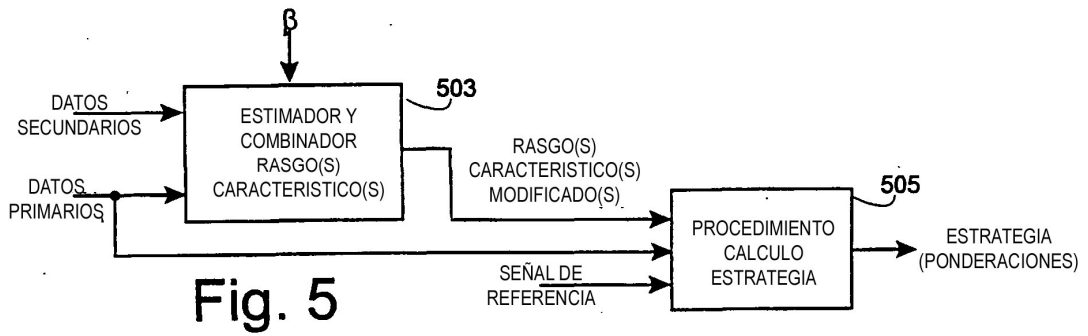 β
503
DATOS
SECUNDARIOS
ESTIMADOR Y
COMBINADOR
RASGO(S)
CARACTERISTICO(S)
DATOS
PRIMARIOS
RASGO(S)
CARACTERISTICO(S)
MODIFICADO(S)
505
PROCEDIMIENTO
CALCULO
ESTRATEGIA
ESTRATEGIA
(PONDERACIONES)
SEÑAL DE
REFERENCIA
Fig. 5